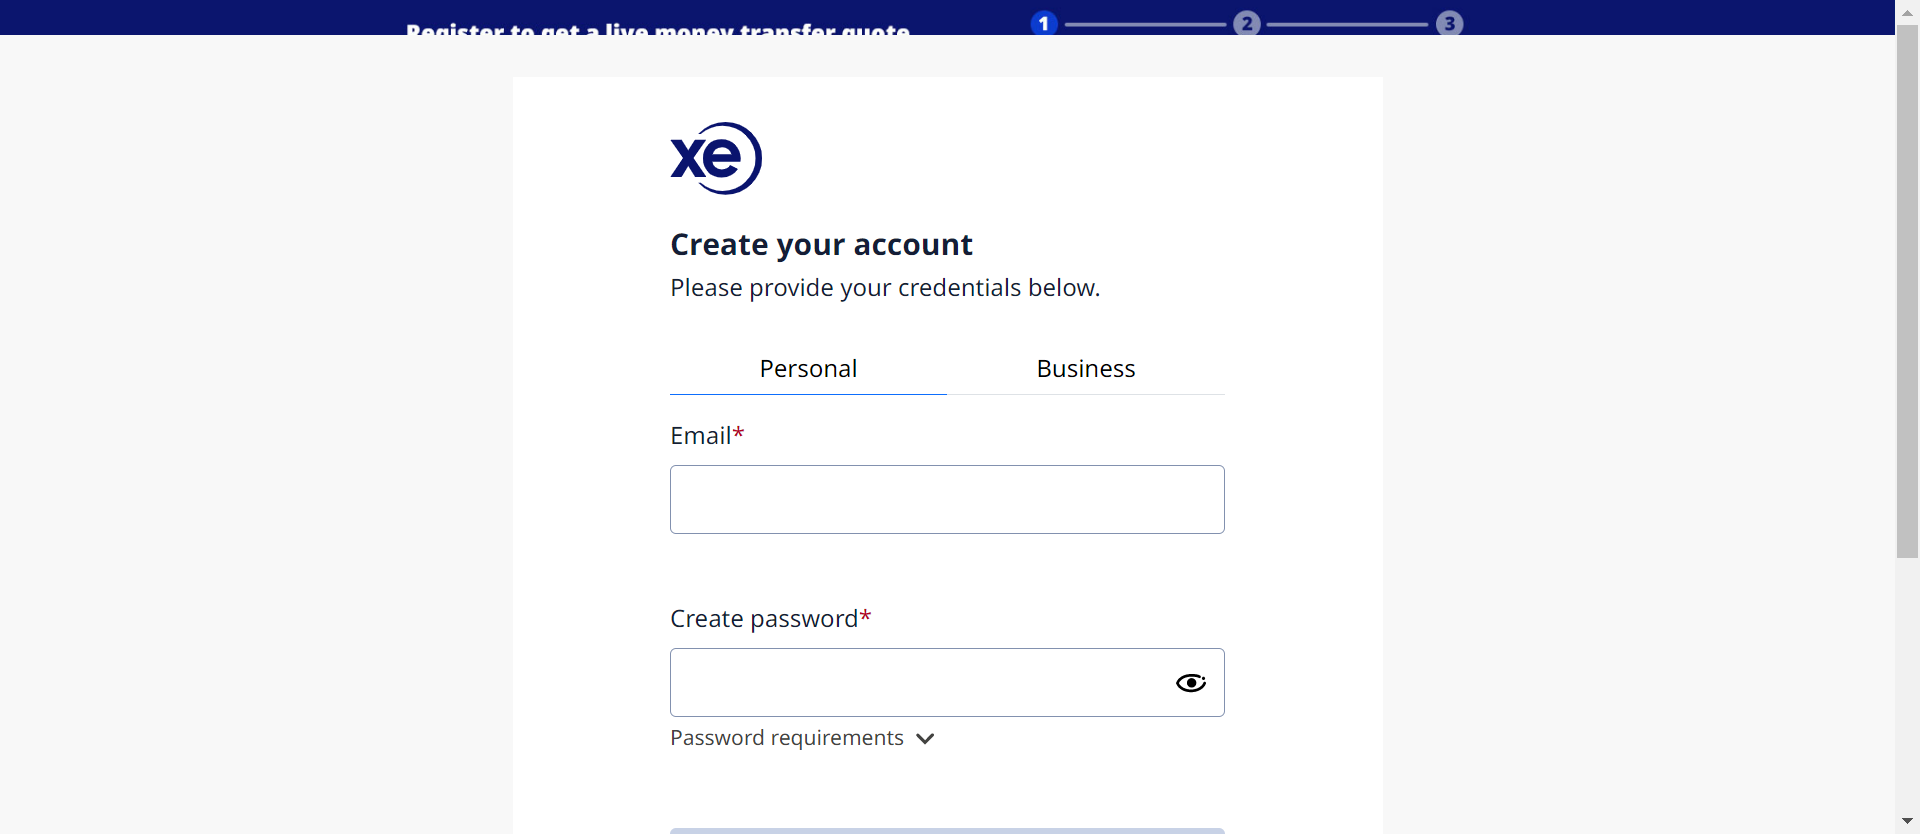 Register to get a live money transfer quote
1 2 3
xe
Create your account
Please provide your credentials below.
Personal Business
Email*
Create password*
Password requirements